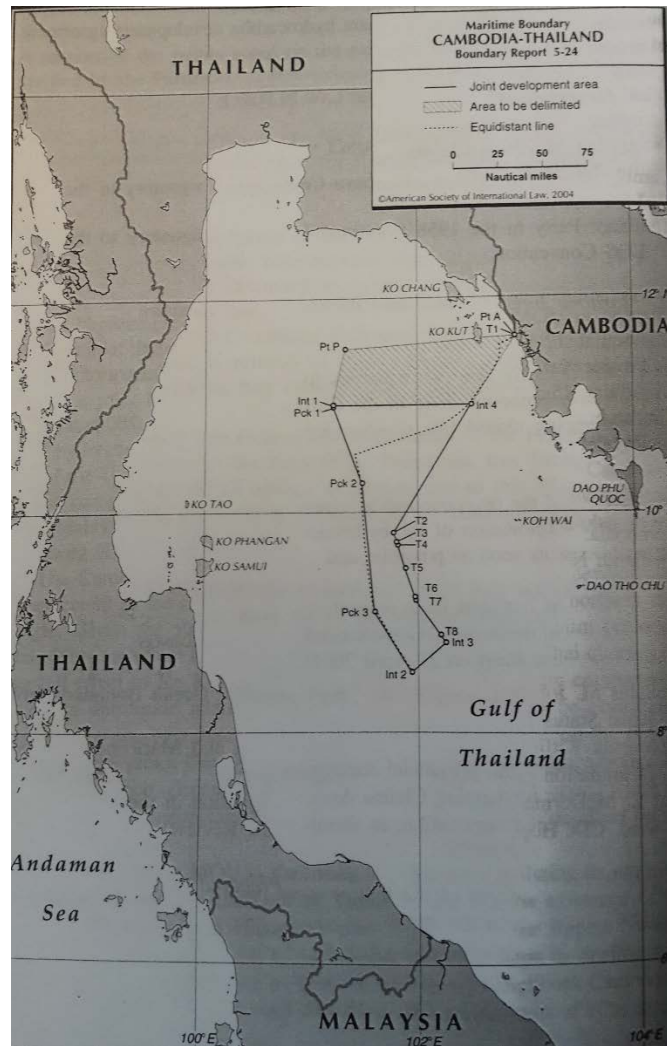 Maritime Boundary
CAMBODIA-THAILAND
Boundary Report 5-24
Joint development area
Area to be delimited
Equidistant line
0 25 50 75
Nautical miles
©American Society of International Law, 2004
THAILAND
KO CHANG
12°
Pt A
KO KUT
T1
CAMBODIA
Pt P
Int 1
Pck 1
Int 4
Pck 2
DAO PHU
QUOC
KO TAO
10°
T2
KOH WAI
T3
T4
KO PHANGAN
KO SAMUI
T5
DAO THO CHU
T6
T7
Pck 3
T8
Int 3
THAILAND
Int 2
Gulf of
8°
Thailand
Andaman
Sea
100°E
102°E
MALAYSIA